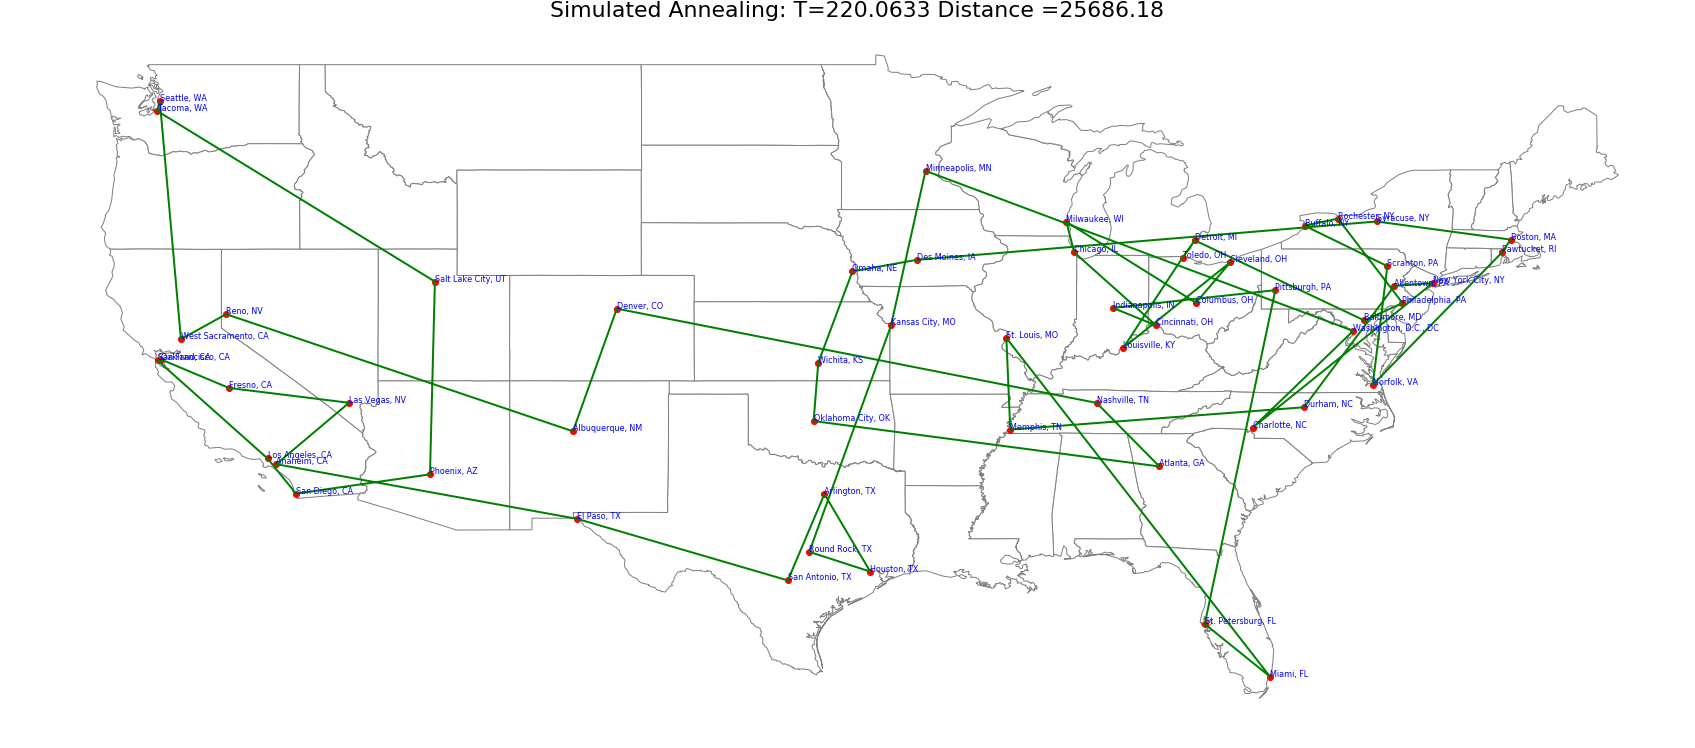 Simulated Annealing: T=220.0633 Distance =25686.18
Seattle, WA
Tacoma, WA
Minneapolis, MN
Milwaukee, WI
Rochester, NY
Buffalo, NY
Syracuse, NY
Detroit, MI
Boston, MA
Chicago, IL
Toledo, OH
Cleveland, OH
Pawtucket, RI
Omaha, NE
Des Moines, IA
Scranton, PA
Salt Lake City, UT
Allentown, PA
New York City, NY
Pittsburgh, PA
Reno, NV
Denver, CO
Indianapolis, IN
Columbus, OH
Philadelphia, PA
Kansas City, MO
Cincinnati, OH
Baltimore, MD
Washington, D.C., DC
West Sacramento, CA
St. Louis, MO
Louisville, KY
San Francisco, CA
Oakland, CA
Wichita, KS
Fresno, CA
Norfolk, VA
Las Vegas, NV
Nashville, TN
Durham, NC
Albuquerque, NM
Oklahoma City, OK
Memphis, TN
Charlotte, NC
Los Angeles, CA
Anaheim, CA
Phoenix, AZ
Atlanta, GA
San Diego, CA
Arlington, TX
El Paso, TX
Round Rock, TX
San Antonio, TX
Houston, TX
St. Petersburg, FL
Miami, FL